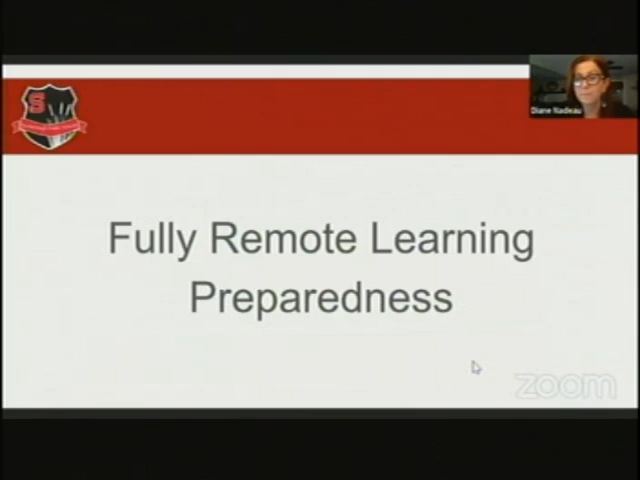 S
Diane Nadeau
Fully Remote Learning
Preparedness
zoom